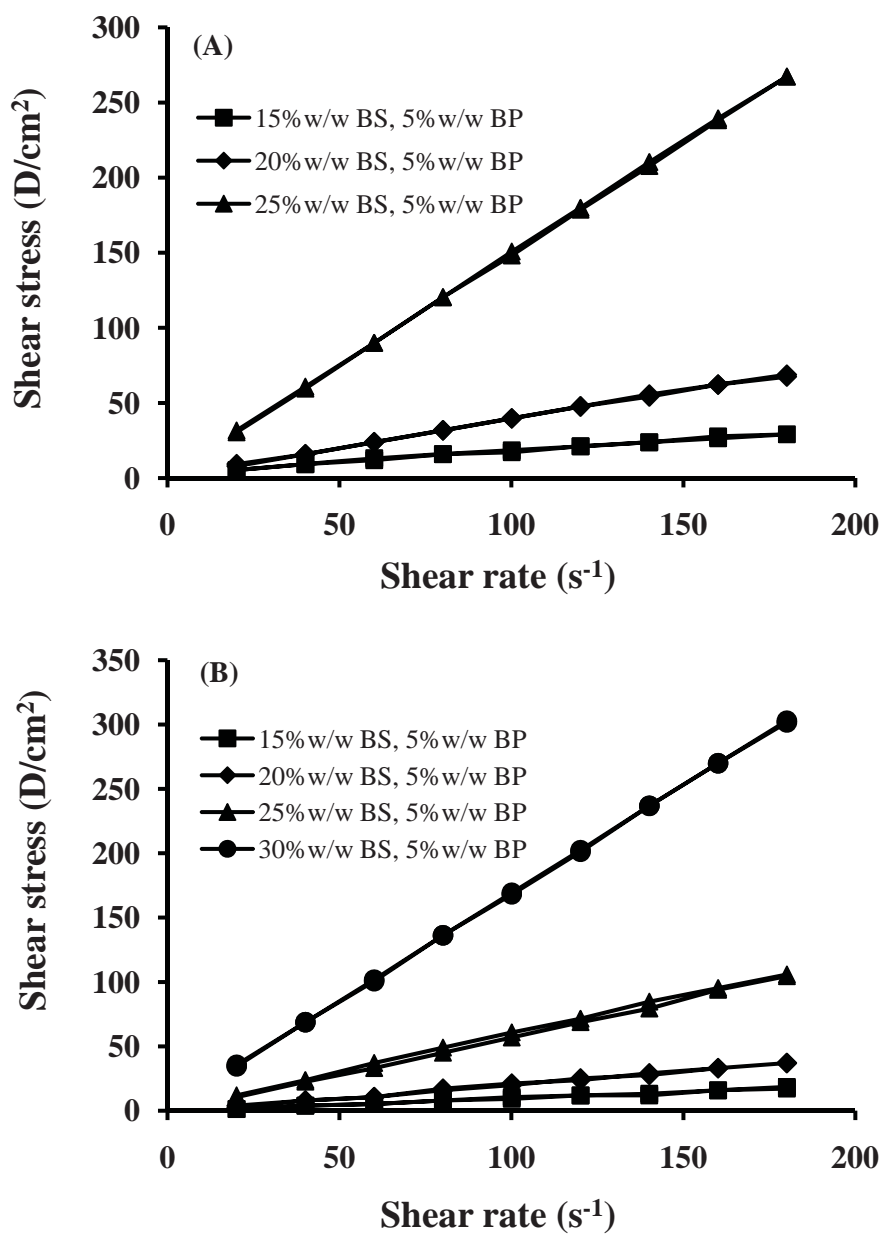 (A)
Shear stress (D/cm²)
300
250
200
150
100
50
0
15%w/w BS, 5%w/w BP
20%w/w BS, 5%w/w BP
25%w/w BS, 5%w/w BP
0 50 100 150 200
Shear rate (s⁻¹)
(B)
Shear stress (D/cm²)
350
300
250
200
150
100
50
0
15%w/w BS, 5%w/w BP
20%w/w BS, 5%w/w BP
25%w/w BS, 5%w/w BP
30%w/w BS, 5%w/w BP
0 50 100 150 200
Shear rate (s⁻¹)